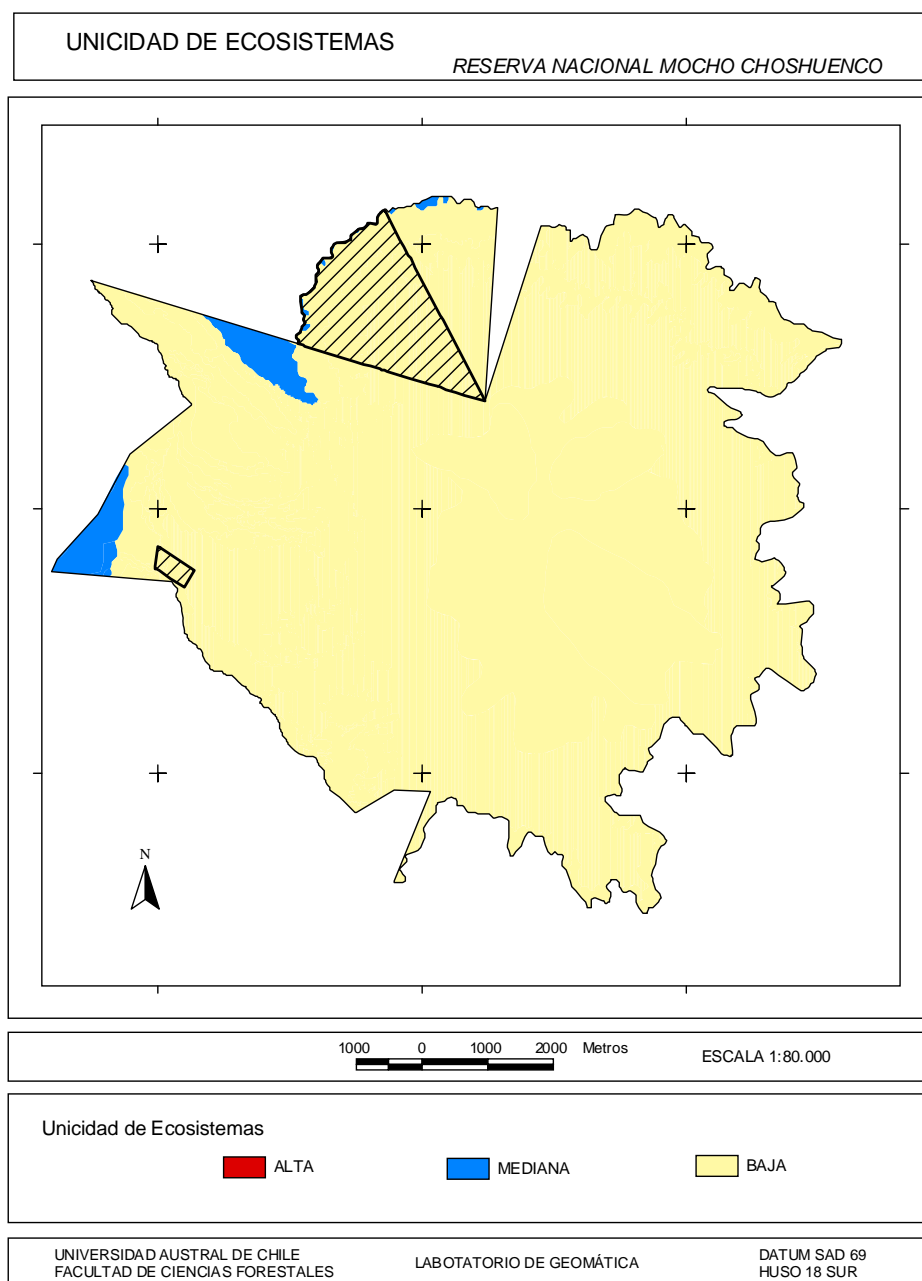 UNICIDAD DE ECOSISTEMAS
RESERVA NACIONAL MOCHO CHOSHUENCO
N
1000 0 1000 2000 Metros
ESCALA 1:80.000
Unicidad de Ecosistemas
ALTA
MEDIANA
BAJA
UNIVERSIDAD AUSTRAL DE CHILE
FACULTAD DE CIENCIAS FORESTALES
LABOTATORIO DE GEOMÁTICA
DATUM SAD 69
HUSO 18 SUR